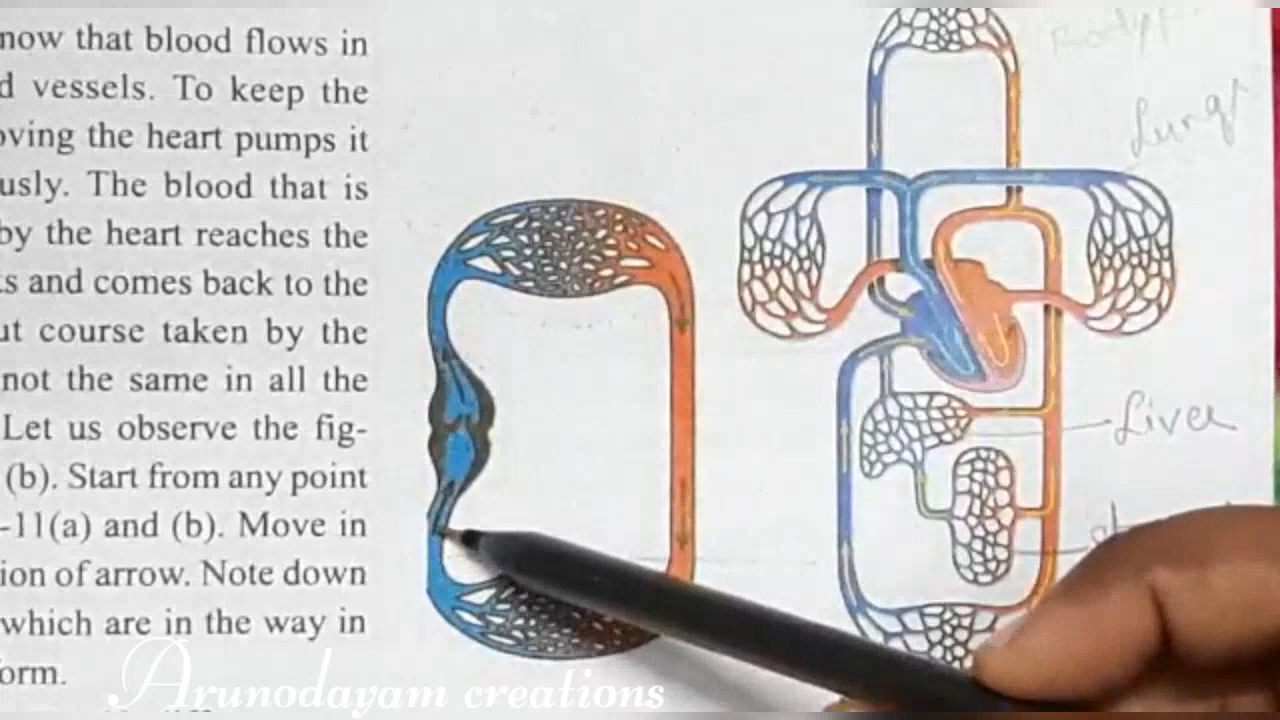 now that blood flows in
d vessels. To keep the
oving the heart pumps it
usly. The blood that is
by the heart reaches the
s and comes back to the
ut course taken by the
not the same in all the
Let us observe the fig-
(b). Start from any point
-11(a) and (b). Move in
ion of arrow. Note down
which are in the way in
orm.
Lungs
Liver
Arunodayam creations